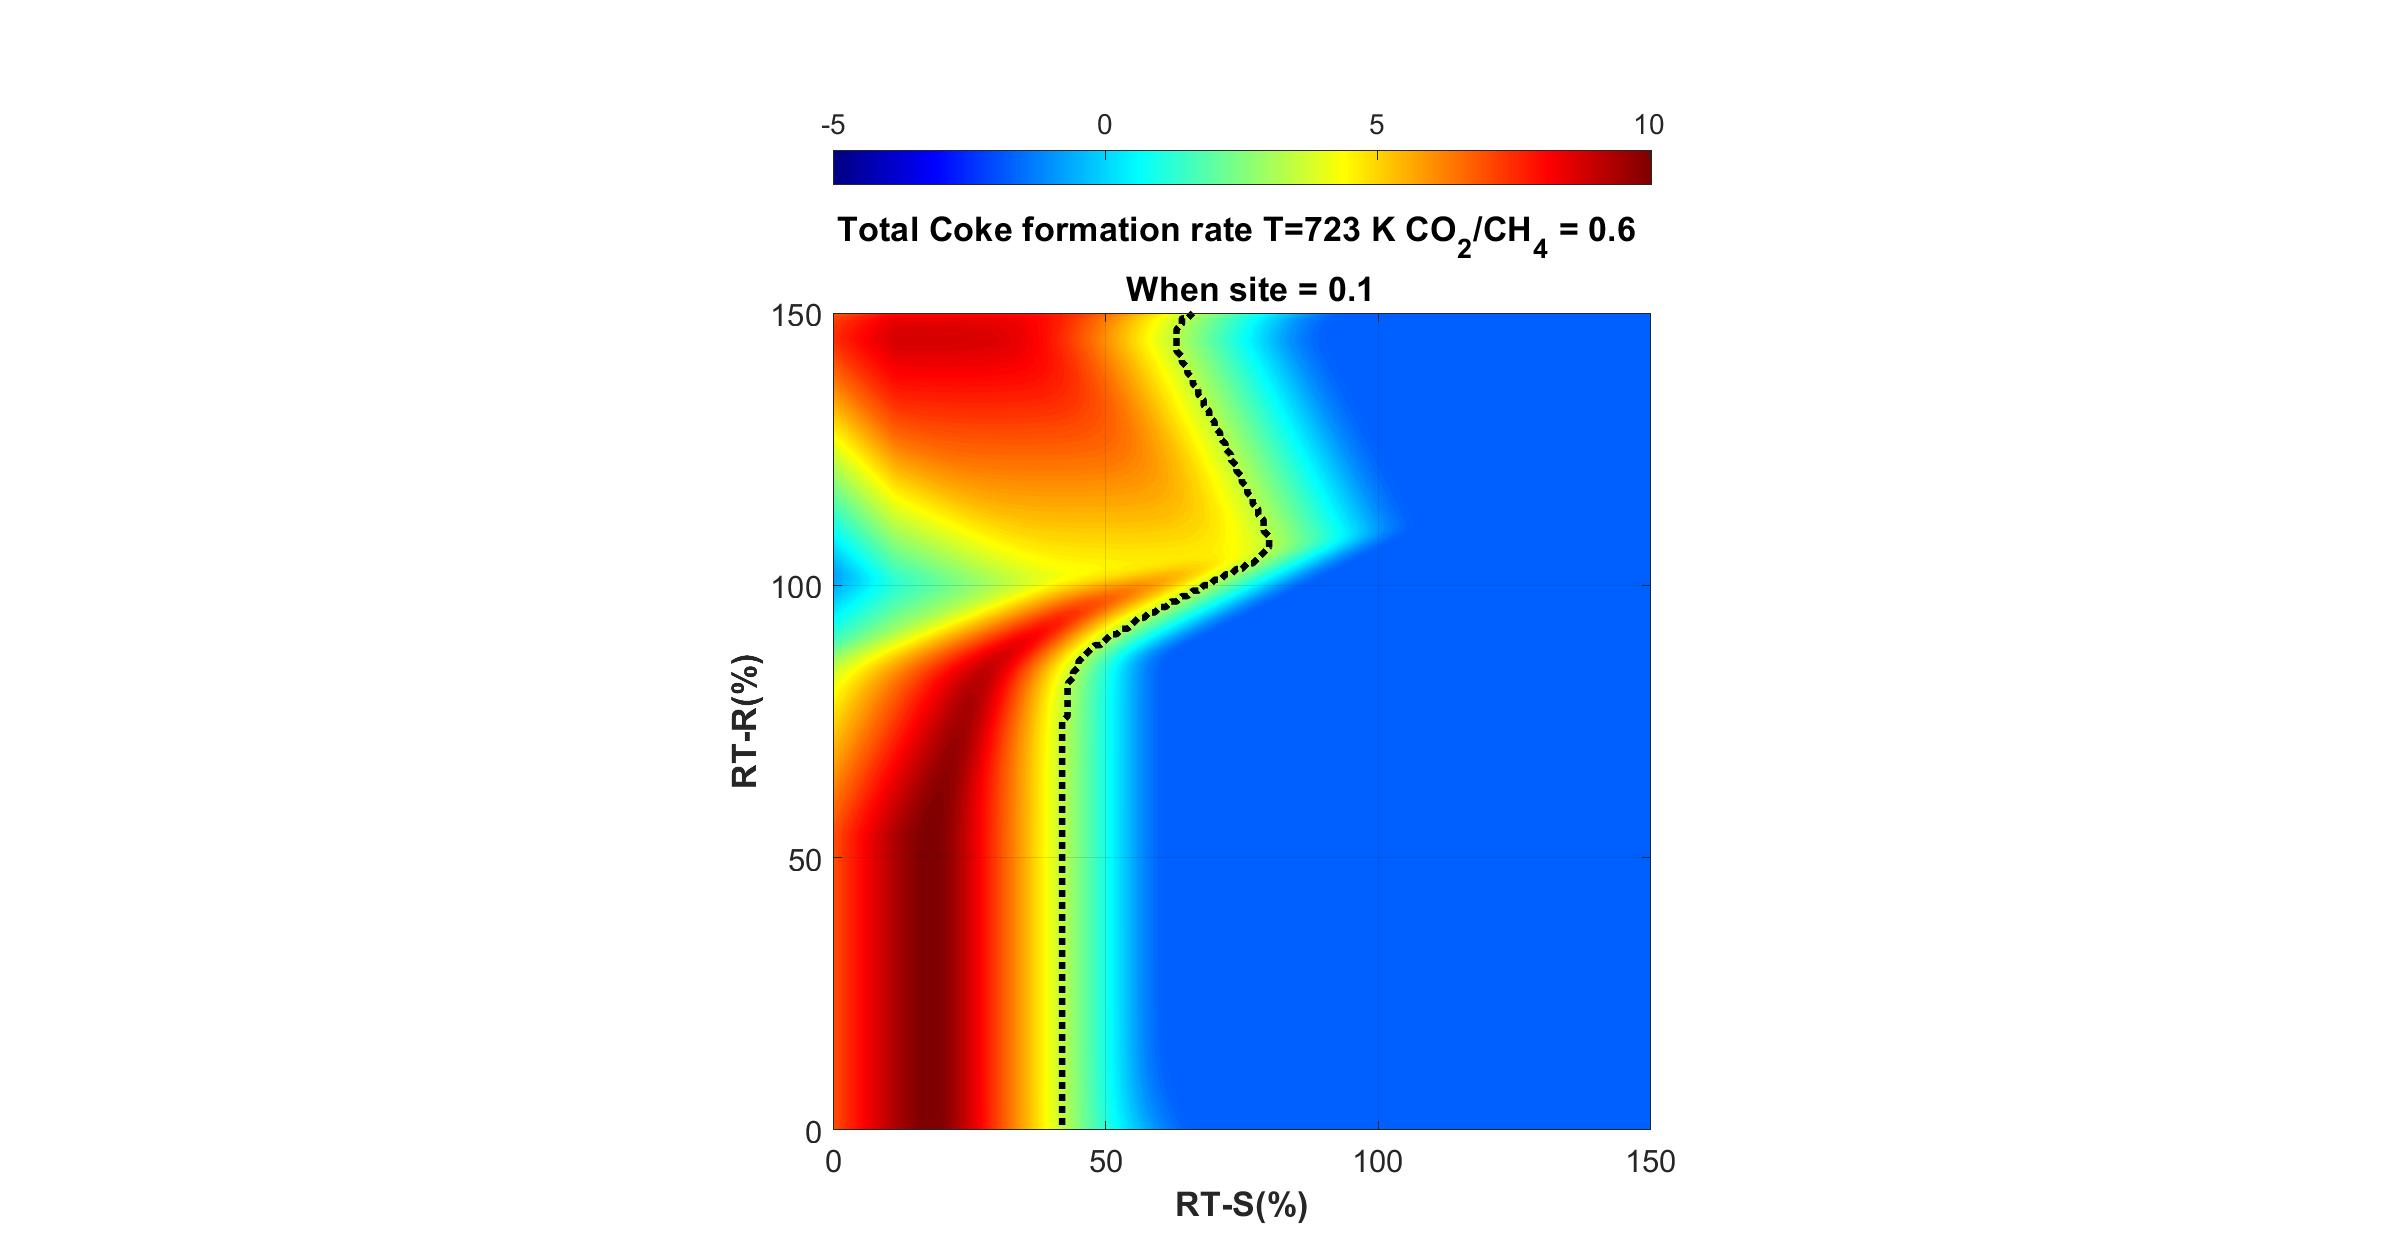 -5 0 5 10
Total Coke formation rate T=723 K CO₂/CH₄ = 0.6
When site = 0.1
150
100
50
0
RT-R(%)
0 50 100 150
RT-S(%)